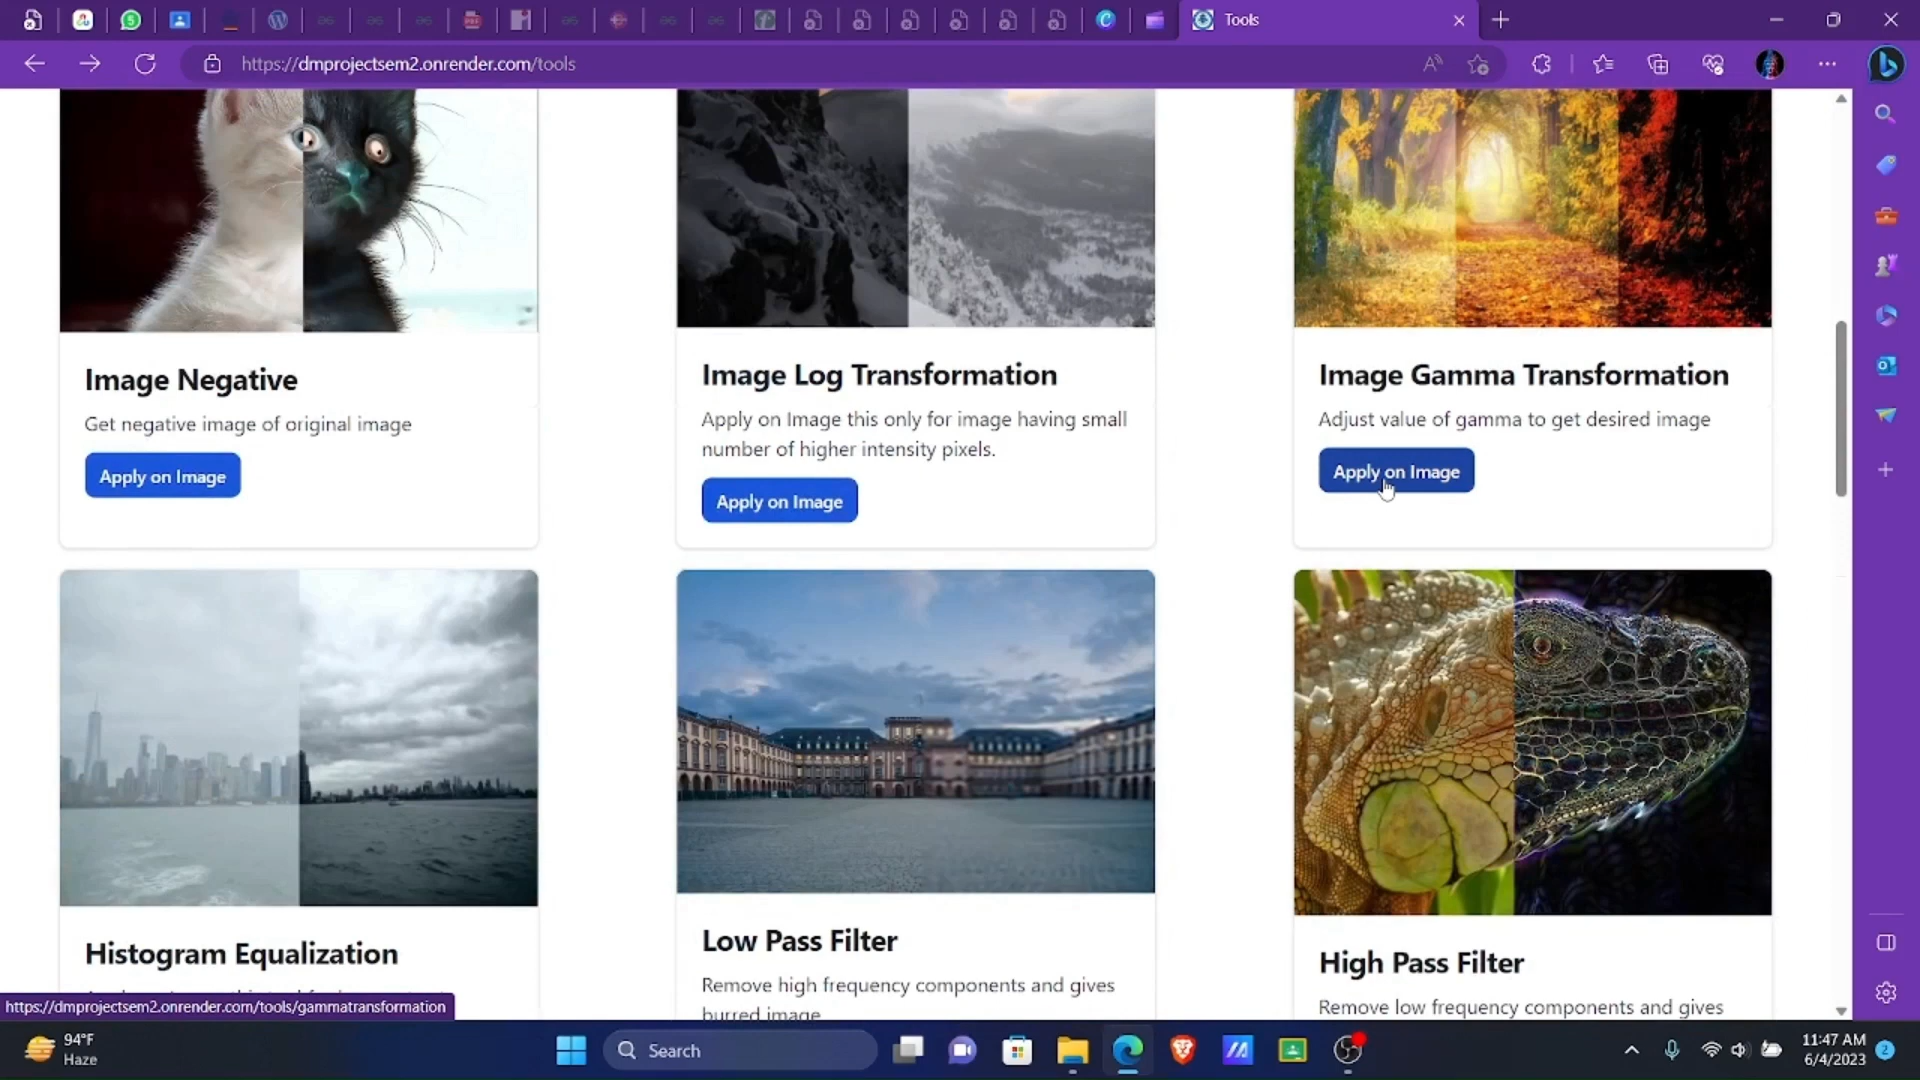 Tools
https://dmprojectsem2.onrender.com/tools
Image Negative
Get negative image of original image
Apply on Image
Image Log Transformation
Apply on Image this only for image having small
number of higher intensity pixels.
Apply on Image
Image Gamma Transformation
Adjust value of gamma to get desired image
Apply on Image
Histogram Equalization
Low Pass Filter
Remove high frequency components and gives
burred image
High Pass Filter
Remove low frequency components and gives
https://dmprojectsem2.onrender.com/tools/gammatransformation
94°F
Haze
Search
11:47 AM
6/4/2023
2